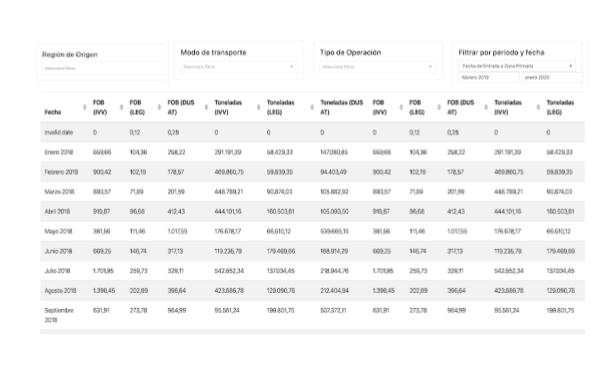 Región de Origen
Seleccione filtros
Modo de transporte
Seleccione filtros
Tipo de Operación
Seleccione filtros
Filtrar por período y fecha
Fecha de Entrada a Zona Primaria
febrero 2019 enero 2020
Fecha FOB (IVV) FOB (LEG) FOB (DUS AT) Toneladas (IVV) Toneladas (LEG) Toneladas (DUS AT) FOB (IVV) FOB (LEG) FOB (DUS AT) Toneladas (IVV) Toneladas (LEG)
Invalid date 0 0,12 0,28 0 0 0 0 0,12 0,28 0 0
Enero 2018 669,66 104,36 258,22 291.191,39 58.429,33 147.080,65 669,66 104,36 258,22 291.191,39 58.429,33
Febrero 2018 900,42 102,19 178,57 469.860,75 59.839,35 94.403,49 900,42 102,19 178,57 469.860,75 59.839,35
Marzo 2018 893,57 71,89 201,99 448.789,21 90.874,03 105.882,92 893,57 71,89 201,99 448.789,21 90.874,03
Abril 2018 919,87 96,68 412,43 444.101,16 160.503,61 105.093,50 919,87 96,68 412,43 444.101,16 160.503,61
Mayo 2018 381,56 111,46 1.017,55 176.678,17 66.610,12 539.665,15 381,56 111,46 1.017,55 176.678,17 66.610,12
Junio 2018 669,25 146,74 317,13 119.236,79 179.469,66 168.914,29 669,25 146,74 317,13 119.236,79 179.469,66
Julio 2018 1.701,95 259,73 329,11 542.652,34 137.034,45 218.944,76 1.701,95 259,73 329,11 542.652,34 137.034,45
Agosto 2018 1.398,45 202,89 396,64 423.686,78 129.090,78 212.404,94 1.398,45 202,89 396,64 423.686,78 129.090,78
Septiembre 2018 631,91 273,78 964,99 95.561,24 199.801,75 507.372,11 631,91 273,78 964,99 95.561,24 199.801,75